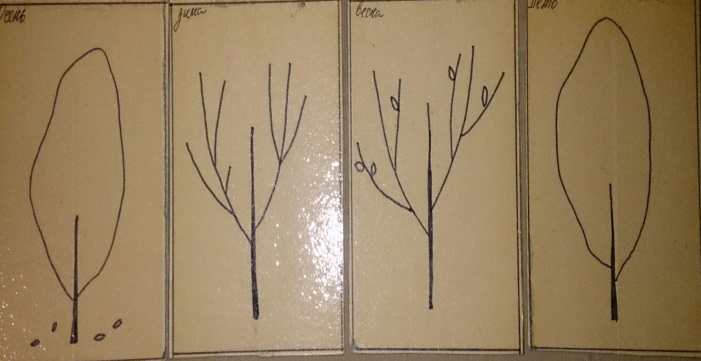 осень
зима
весна
лето